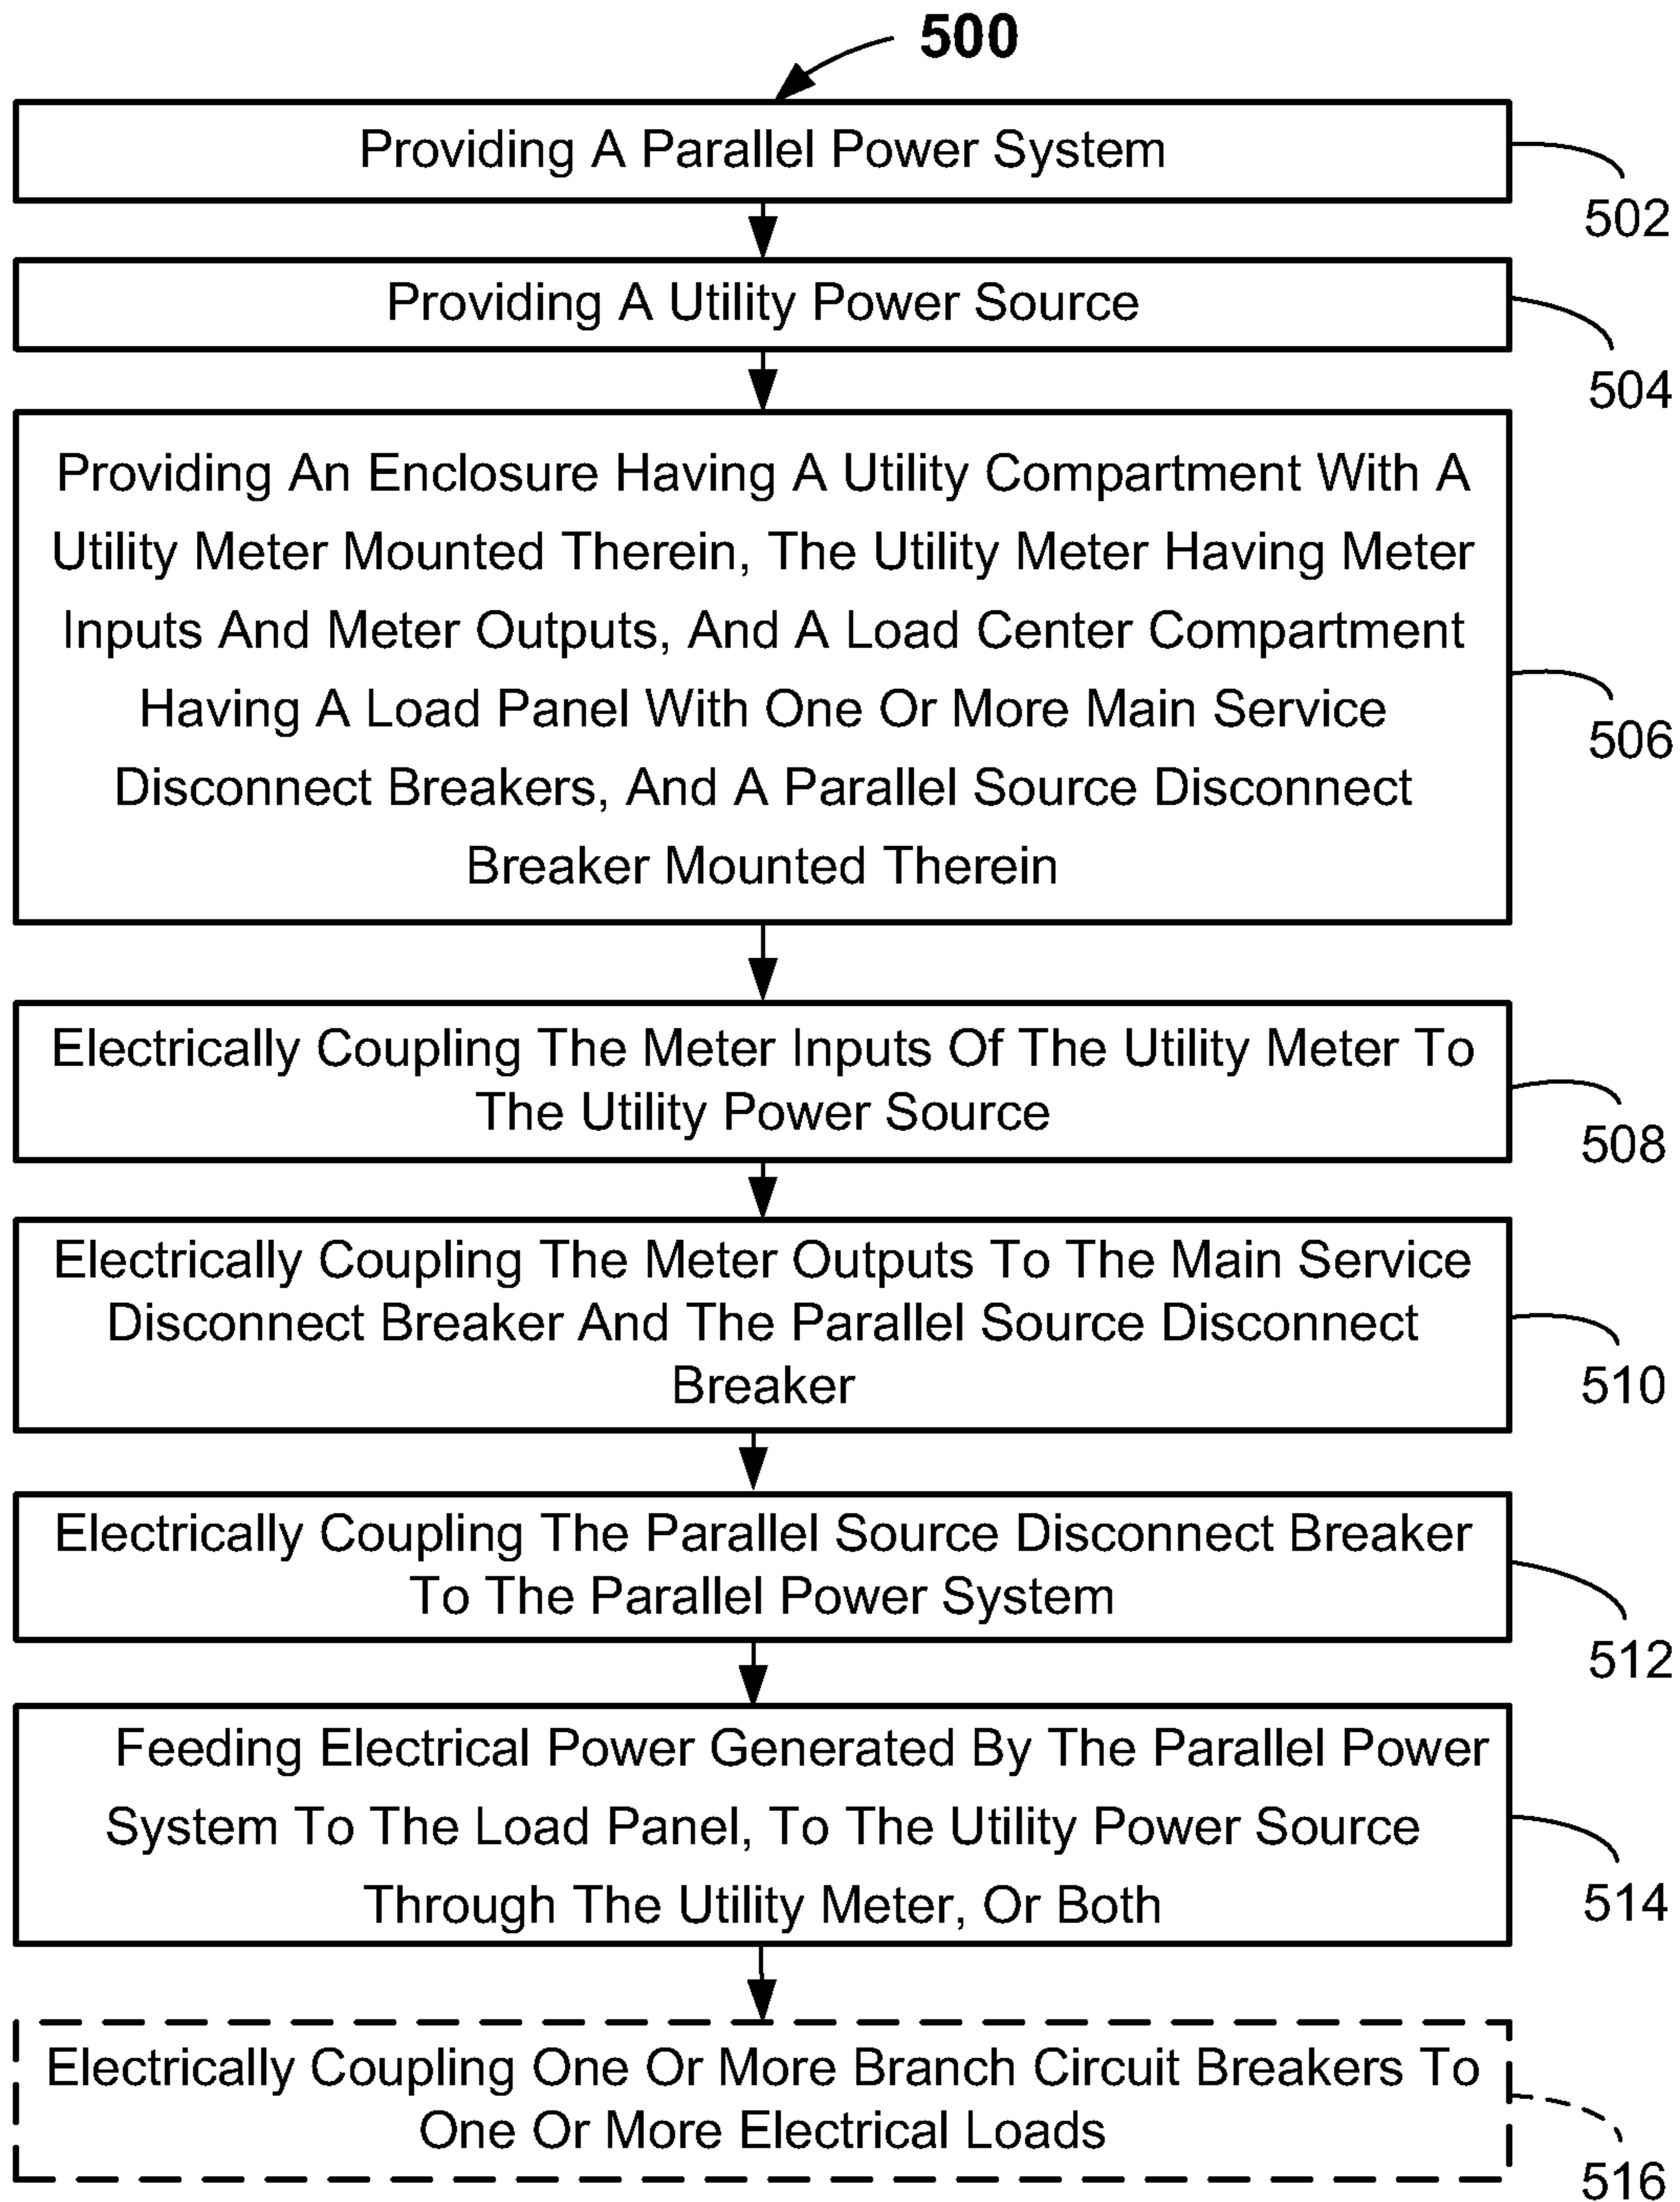 500
Providing A Parallel Power System
502
Providing A Utility Power Source
504
Providing An Enclosure Having A Utility Compartment With A
Utility Meter Mounted Therein, The Utility Meter Having Meter
Inputs And Meter Outputs, And A Load Center Compartment
Having A Load Panel With One Or More Main Service
Disconnect Breakers, And A Parallel Source Disconnect
Breaker Mounted Therein
506
Electrically Coupling The Meter Inputs Of The Utility Meter To
The Utility Power Source
508
Electrically Coupling The Meter Outputs To The Main Service
Disconnect Breaker And The Parallel Source Disconnect
Breaker
510
Electrically Coupling The Parallel Source Disconnect Breaker
To The Parallel Power System
512
Feeding Electrical Power Generated By The Parallel Power
System To The Load Panel, To The Utility Power Source
Through The Utility Meter, Or Both
514
Electrically Coupling One Or More Branch Circuit Breakers To
One Or More Electrical Loads
516